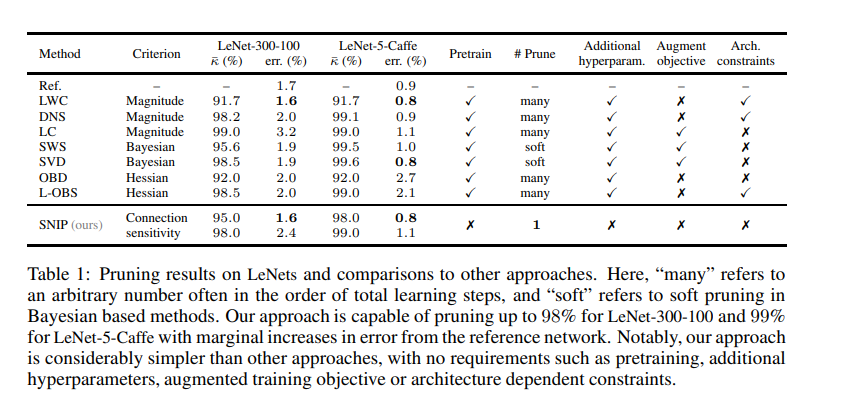 LeNet-300-100 LeNet-5-Caffe Additional Augment Arch.
Method Criterion κ̄ (%) err. (%) κ̄ (%) err. (%) Pretrain # Prune hyperparam. objective constraints
Ref. – – 1.7 – 0.9 – – – – –
LWC Magnitude 91.7 1.6 91.7 0.8 ✓ many ✓ ✗ ✓
DNS Magnitude 98.2 2.0 99.1 0.9 ✓ many ✓ ✗ ✓
LC Magnitude 99.0 3.2 99.0 1.1 ✓ many ✓ ✓ ✗
SWS Bayesian 95.6 1.9 99.5 1.0 ✓ soft ✓ ✓ ✗
SVD Bayesian 98.5 1.9 99.6 0.8 ✓ soft ✓ ✓ ✗
OBD Hessian 92.0 2.0 92.0 2.7 ✓ many ✓ ✗ ✗
L-OBS Hessian 98.5 2.0 99.0 2.1 ✓ many ✓ ✗ ✓
SNIP (ours) Connection 95.0 1.6 98.0 0.8 ✗ 1 ✗ ✗ ✗
sensitivity 98.0 2.4 99.0 1.1
Table 1: Pruning results on LeNets and comparisons to other approaches. Here, “many” refers to
an arbitrary number often in the order of total learning steps, and “soft” refers to soft pruning in
Bayesian based methods. Our approach is capable of pruning up to 98% for LeNet-300-100 and 99%
for LeNet-5-Caffe with marginal increases in error from the reference network. Notably, our approach
is considerably simpler than other approaches, with no requirements such as pretraining, additional
hyperparameters, augmented training objective or architecture dependent constraints.